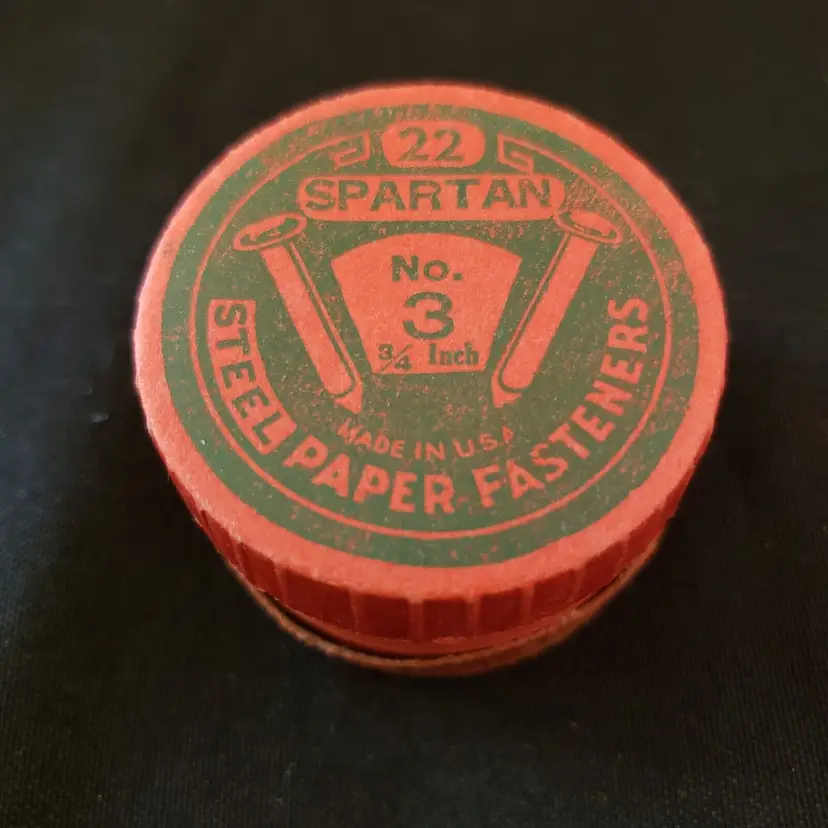 22
SPARTAN
No.
3
3/4 Inch
MADE IN U.S.A
STEEL PAPER FASTENERS